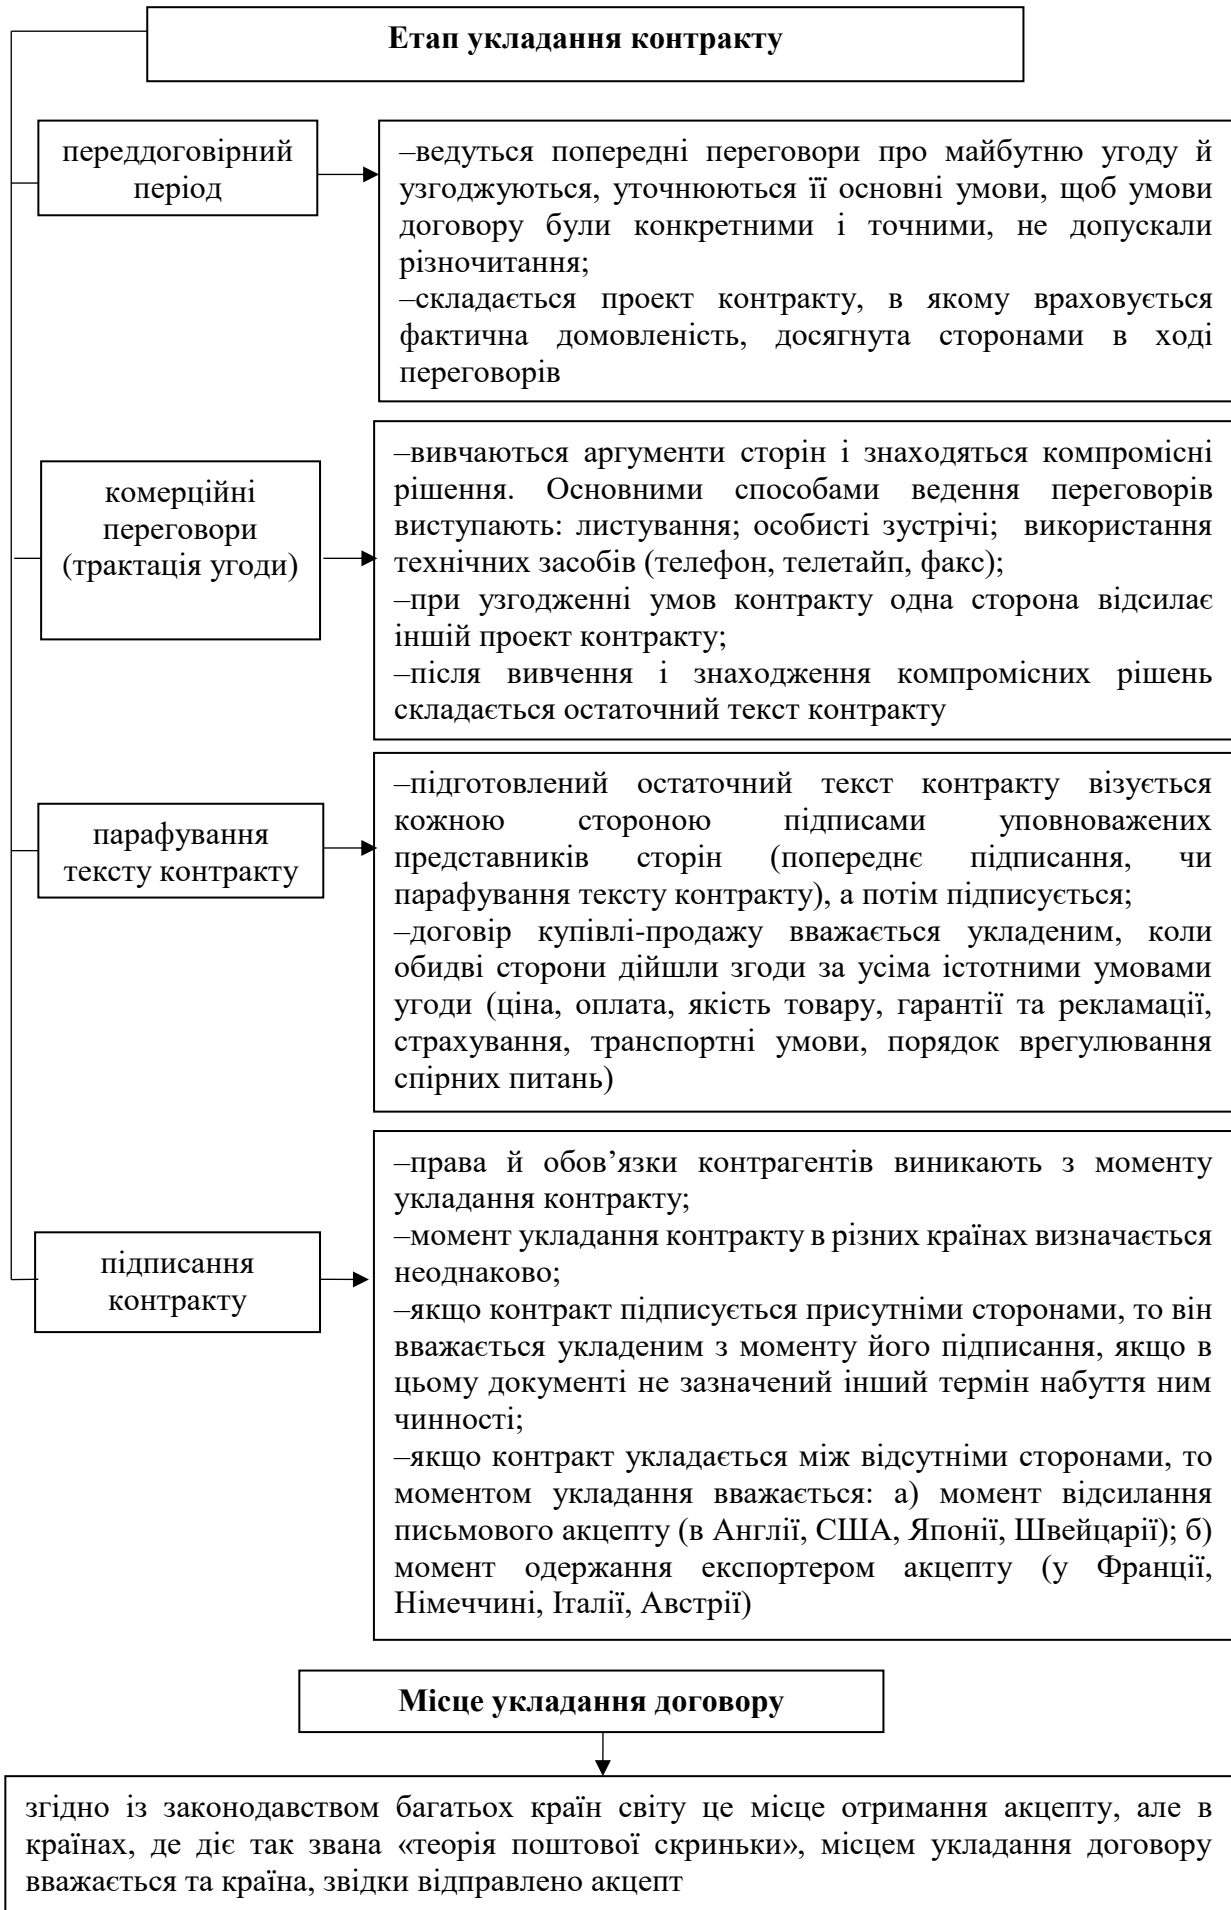 Етап укладання контракту
переддоговірний
період
–ведуться попередні переговори про майбутню угоду й
узгоджуються, уточнюються її основні умови, щоб умови
договору були конкретними і точними, не допускали
різночитання;
–складається проект контракту, в якому враховується
фактична домовленість, досягнута сторонами в ході
переговорів
комерційні
переговори
(трактація угоди)
–вивчаються аргументи сторін і знаходяться компромісні
рішення. Основними способами ведення переговорів
виступають: листування; особисті зустрічі; використання
технічних засобів (телефон, телетайп, факс);
–при узгодженні умов контракту одна сторона відсилає
іншій проект контракту;
–після вивчення і знаходження компромісних рішень
складається остаточний текст контракту
парафування
тексту контракту
–підготовлений остаточний текст контракту візується
кожною стороною підписами уповноважених
представників сторін (попереднє підписання, чи
парафування тексту контракту), а потім підписується;
–договір купівлі-продажу вважається укладеним, коли
обидві сторони дійшли згоди за усіма істотними умовами
угоди (ціна, оплата, якість товару, гарантії та рекламації,
страхування, транспортні умови, порядок врегулювання
спірних питань)
підписання
контракту
–права й обов’язки контрагентів виникають з моменту
укладання контракту;
–момент укладання контракту в різних країнах визначається
неоднаково;
–якщо контракт підписується присутніми сторонами, то він
вважається укладеним з моменту його підписання, якщо в
цьому документі не зазначений інший термін набуття ним
чинності;
–якщо контракт укладається між відсутніми сторонами, то
моментом укладання вважається: а) момент відсилання
письмового акцепту (в Англії, США, Японії, Швейцарії); б)
момент одержання експортером акцепту (у Франції,
Німеччині, Італії, Австрії)
Місце укладання договору
згідно із законодавством багатьох країн світу це місце отримання акцепту, але в
країнах, де діє так звана «теорія поштової скриньки», місцем укладання договору
вважається та країна, звідки відправлено акцепт